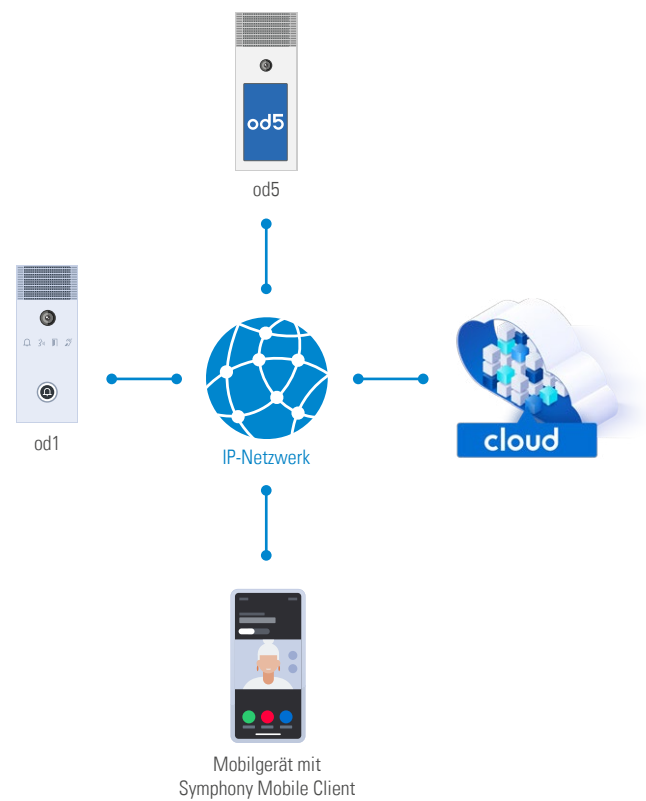 od5
od5
od1
IP-Netzwerk
cloud
Mobilgerät mit
Symphony Mobile Client